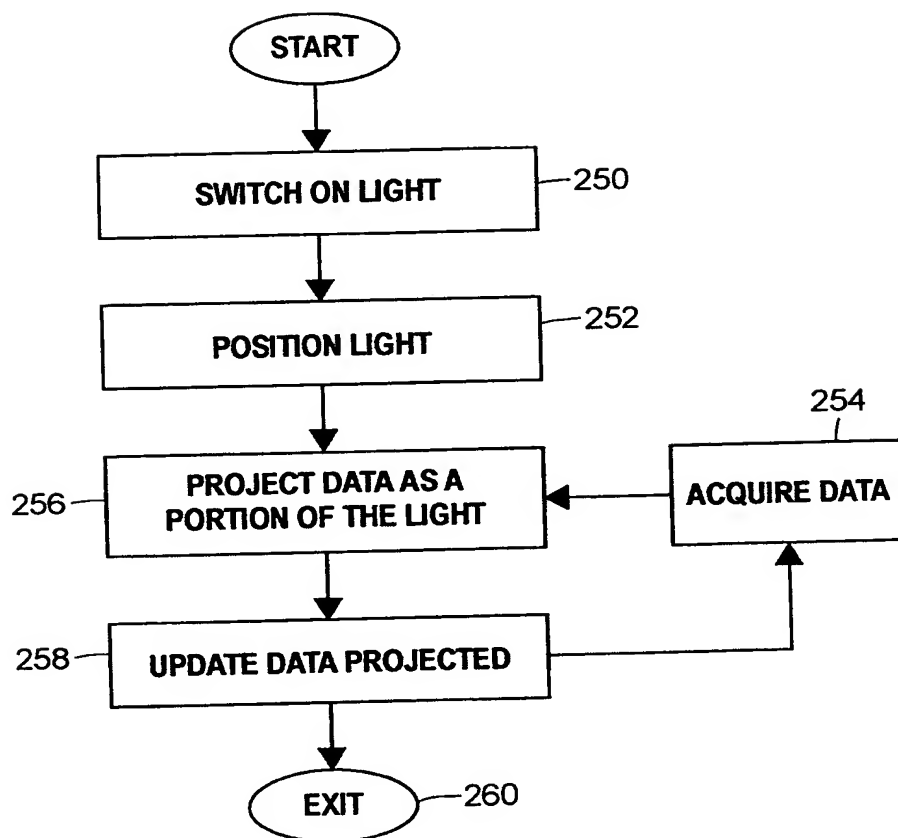 START
SWITCH ON LIGHT
250
POSITION LIGHT
252
254
PROJECT DATA AS A
PORTION OF THE LIGHT
256
ACQUIRE DATA
UPDATE DATA PROJECTED
258
EXIT
260